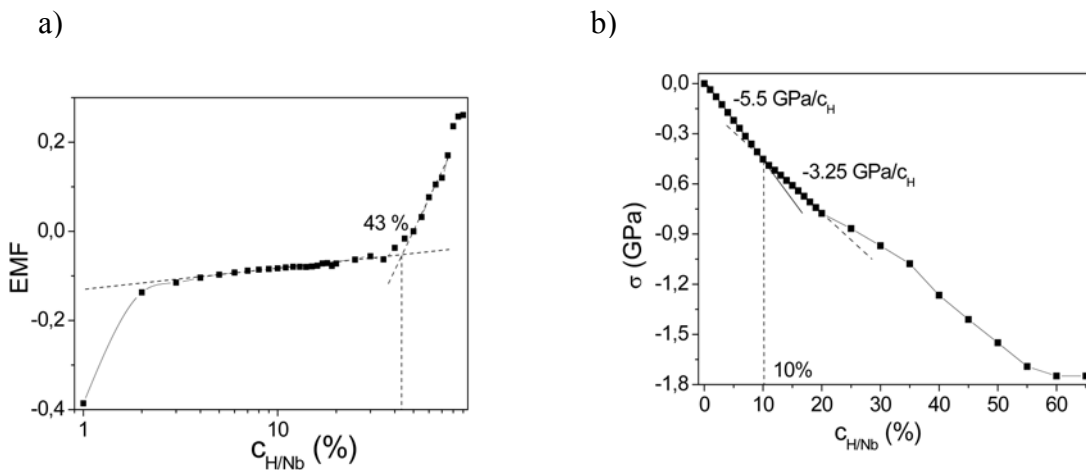 a)
0,2
0,0
-0,2
-0,4
EMF
43 %
1
10
c_H/Nb (%)
b)
0,0
-0,3
-0,6
-0,9
-1,2
-1,5
-1,8
σ (GPa)
-5.5 GPa/c_H
-3.25 GPa/c_H
10%
0
10
20
30
40
50
60
c_H/Nb (%)